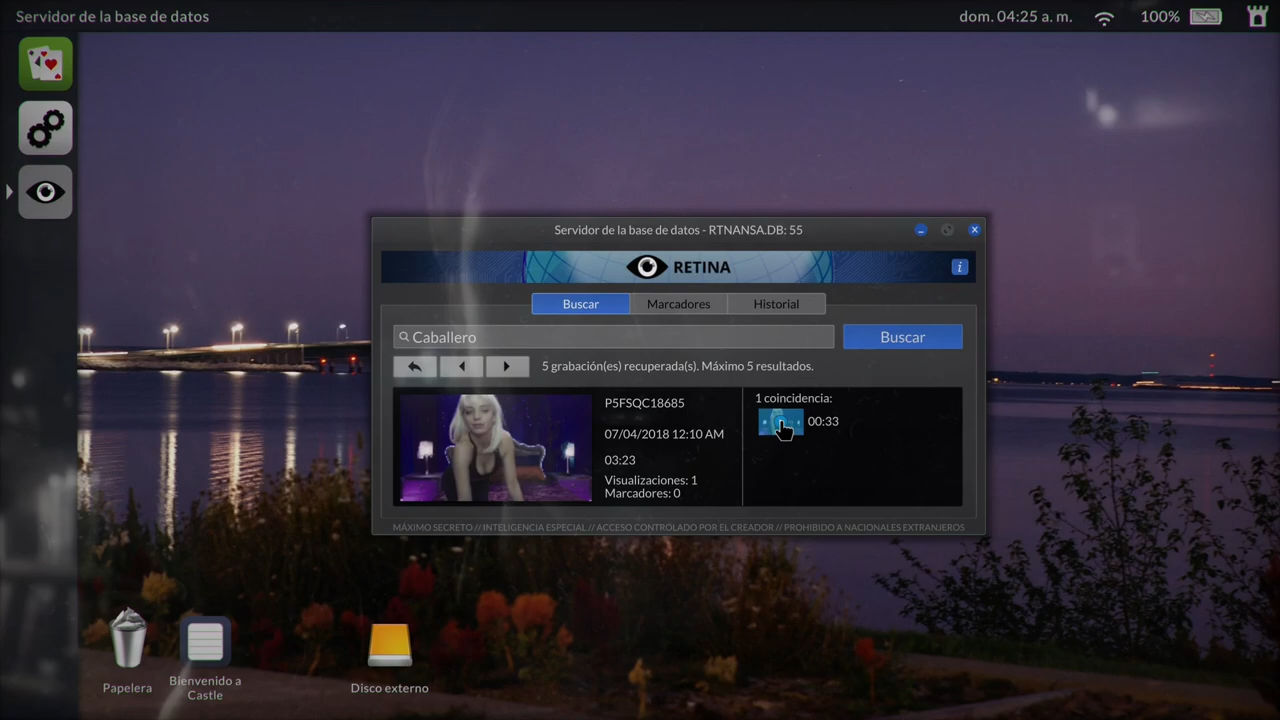 Servidor de la base de datos
dom. 04:25 a. m.
100%
Servidor de la base de datos - RTNANSA.DB: 55
RETINA
i
Buscar
Marcadores
Historial
Caballero
Buscar
5 grabación(es) recuperada(s). Máximo 5 resultados.
P5FSQC18685
07/04/2018 12:10 AM
03:23
Visualizaciones: 1
Marcadores: 0
1 coincidencia:
00:33
MÁXIMO SECRETO // INTELIGENCIA ESPECIAL // ACCESO CONTROLADO POR EL CREADOR // PROHIBIDO A NACIONALES EXTRANJEROS
Papelera
Bienvenido a
Castle
Disco externo